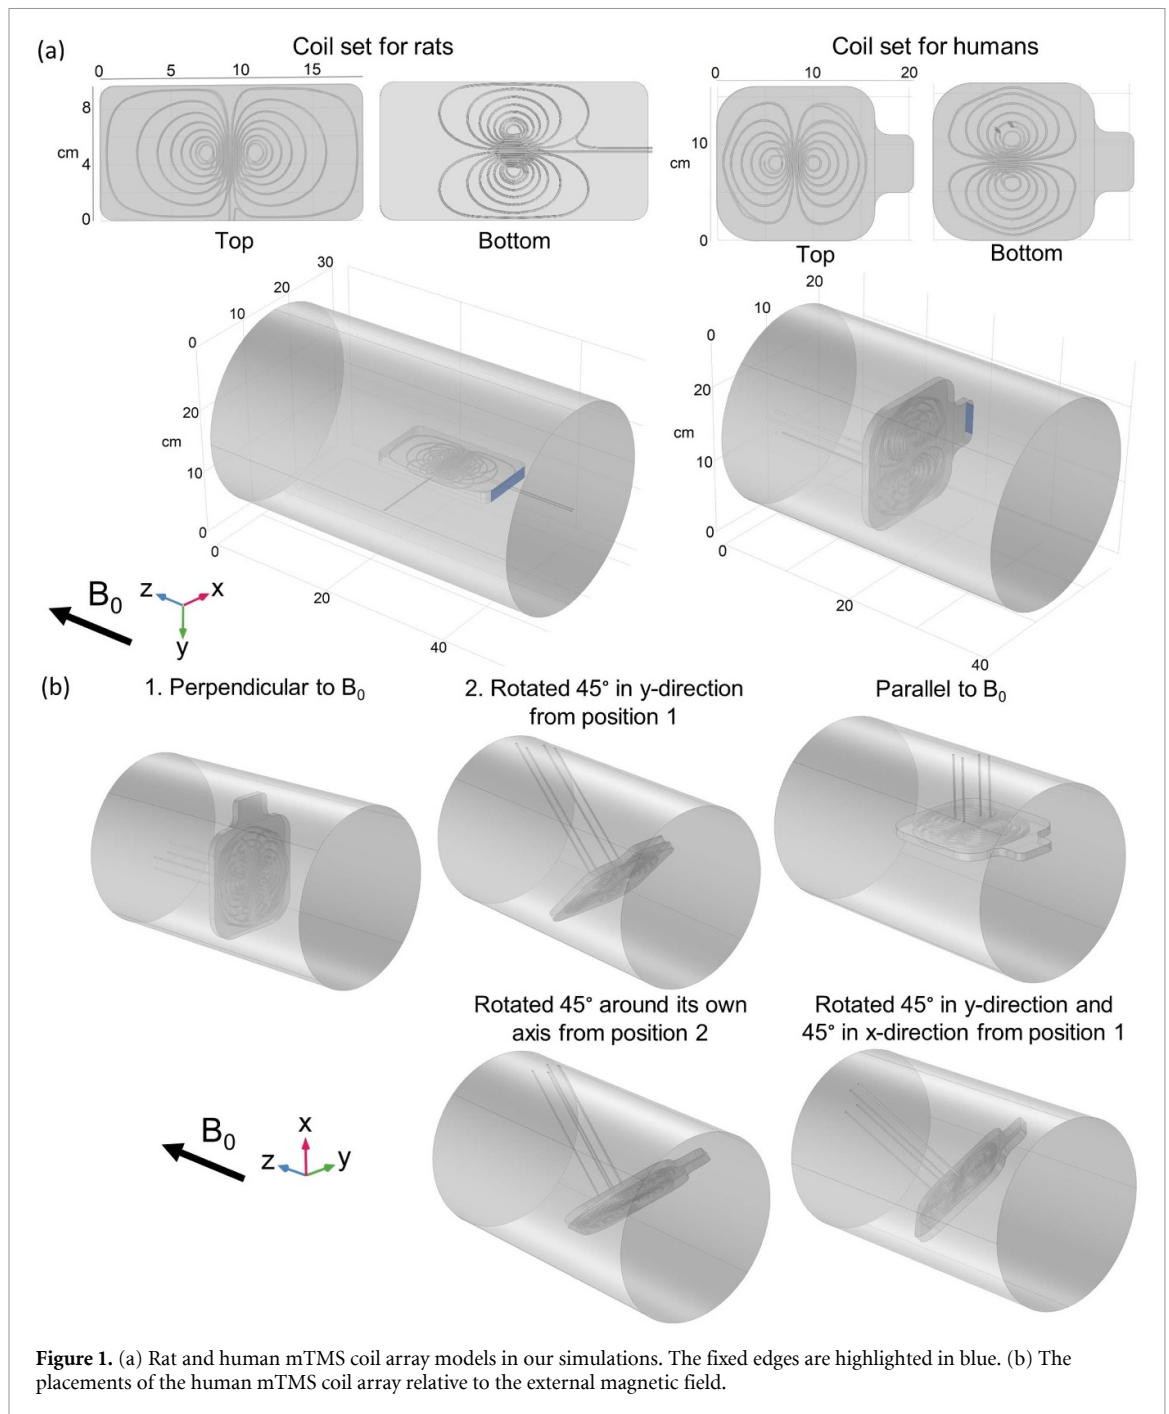 (a)
Coil set for rats
Coil set for humans
0 5 10 15
0 10 20
8
cm 4
0
10
cm
0
Top
Bottom
Top
Bottom
30
20
10
0
20
cm
10
0
0
20
40
20
10
0
20
cm
10
0
0
20
40
B0
z x
y
(b)
1. Perpendicular to B0
2. Rotated 45° in y-direction
from position 1
Parallel to B0
Rotated 45° around its own
axis from position 2
Rotated 45° in y-direction and
45° in x-direction from position 1
B0
x
z y
Figure 1. (a) Rat and human mTMS coil array models in our simulations. The fixed edges are highlighted in blue. (b) The
placements of the human mTMS coil array relative to the external magnetic field.